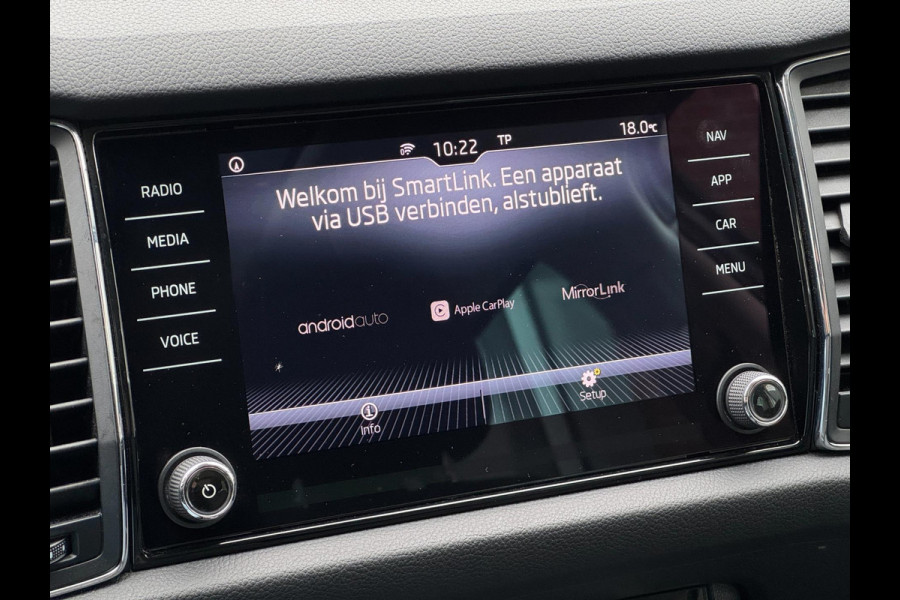 10:22
TP
18.0°C
Welkom bij SmartLink. Een apparaat
via USB verbinden, alstublieft.
androidauto
Apple CarPlay
MirrorLink
Info
Setup
RADIO
MEDIA
PHONE
VOICE
NAV
APP
CAR
MENU